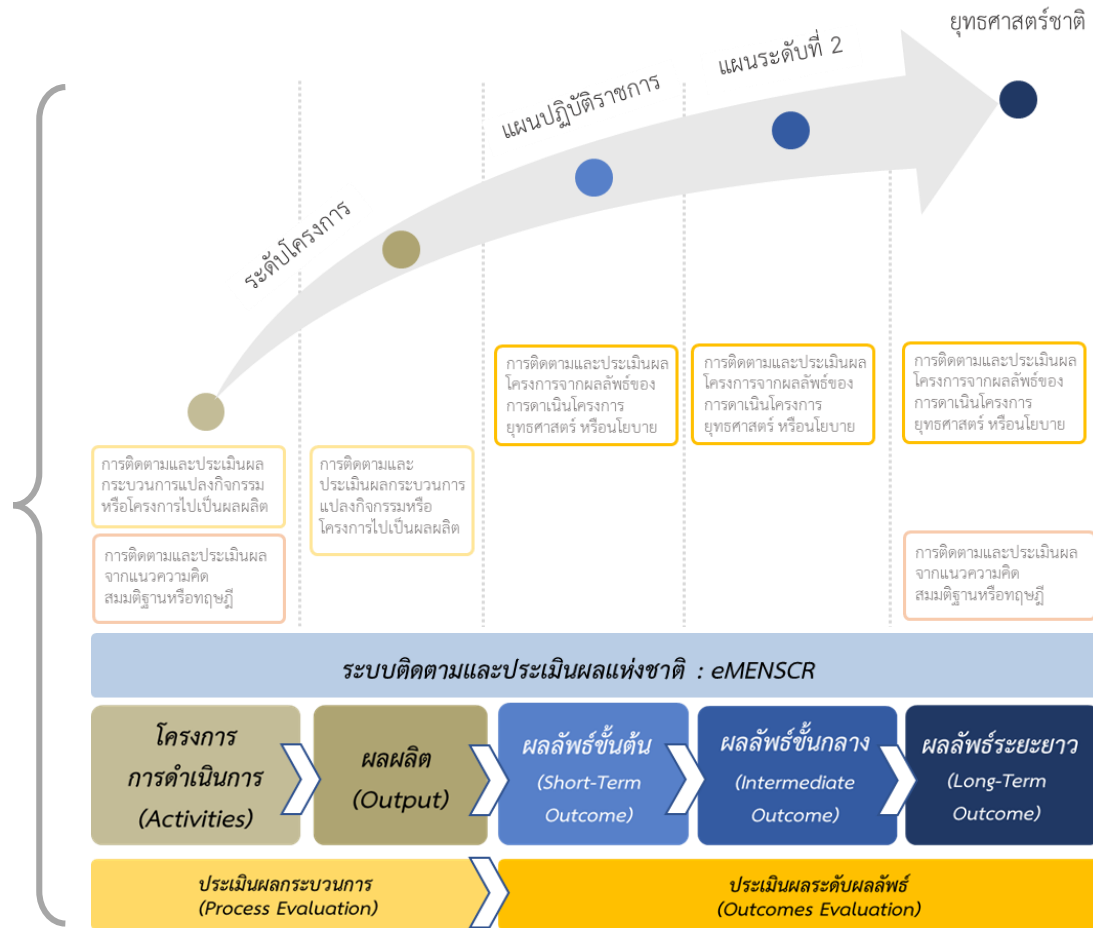 ยุทธศาสตร์ชาติ
แผนระดับที่ 2
แผนปฏิบัติราชการ
ระดับโครงการ
การติดตามและประเมินผล
กระบวนการแปลงกิจกรรม
หรือโครงการไปเป็นผลผลิต
การติดตามและประเมินผล
จากแนวความคิด
สมมติฐานหรือทฤษฎี
การติดตามและ
ประเมินผลกระบวนการ
แปลงกิจกรรมหรือ
โครงการไปเป็นผลผลิต
การติดตามและประเมินผล
โครงการจากผลลัพธ์ของ
การดาเนินโครงการ
ยุทธศาสตร์ หรือนโยบาย
การติดตามและประเมินผล
โครงการจากผลลัพธ์ของ
การดาเนินโครงการ
ยุทธศาสตร์ หรือนโยบาย
การติดตามและประเมินผล
โครงการจากผลลัพธ์ของ
การดาเนินโครงการ
ยุทธศาสตร์ หรือนโยบาย
การติดตามและประเมินผล
จากแนวความคิด
สมมติฐานหรือทฤษฎี
ระบบติดตามและประเมินผลแห่งชาติ : eMENSCR
โครงการ
การดำเนินการ
(Activities)
ผลผลิต
(Output)
ผลลัพธ์ขั้นต้น
(Short-Term
Outcome)
ผลลัพธ์ขั้นกลาง
(Intermediate
Outcome)
ผลลัพธ์ระยะยาว
(Long-Term
Outcome)
ประเมินผลกระบวนการ
(Process Evaluation)
ประเมินผลระดับผลลัพธ์
(Outcomes Evaluation)